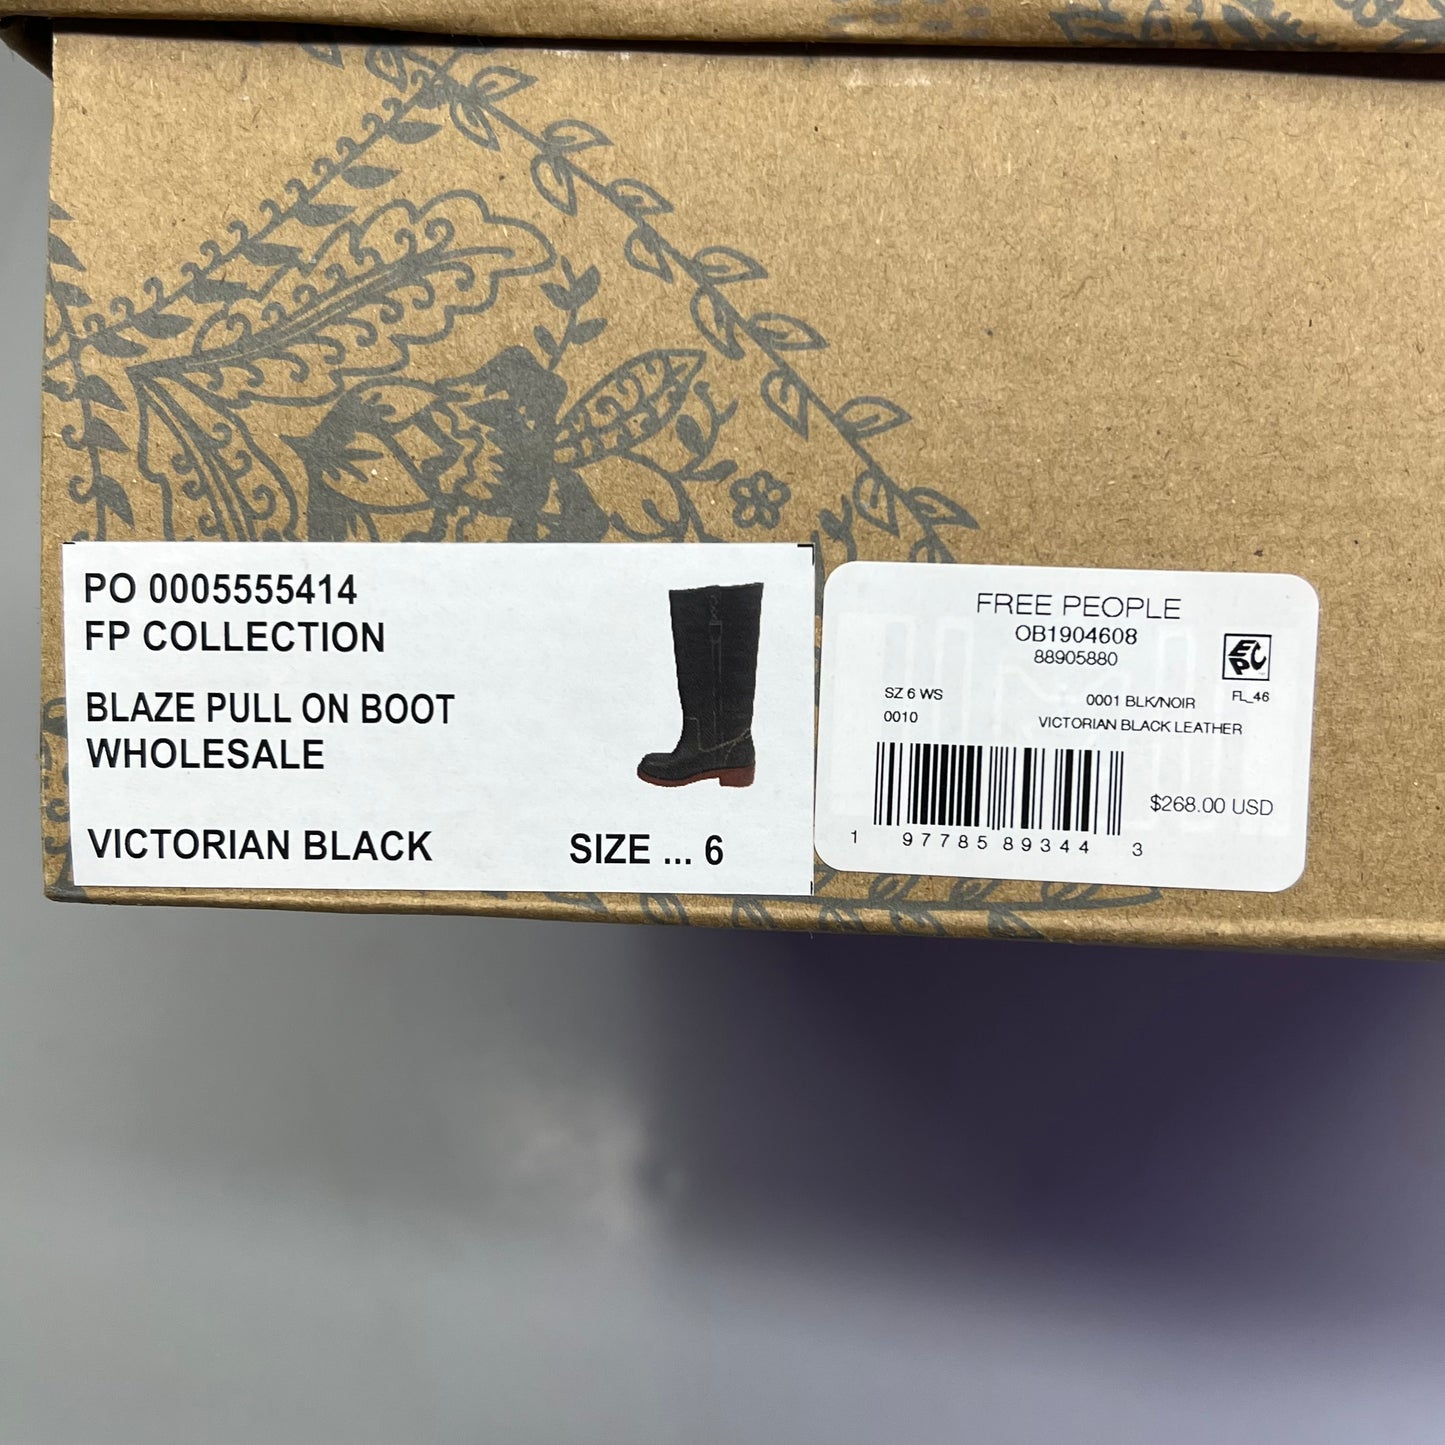 PO 0005555414
FP COLLECTION
BLAZE PULL ON BOOT
WHOLESALE
VICTORIAN BLACK SIZE ... 6
FREE PEOPLE
OB1904608
88905880
EPC
SZ 6 WS 0001 BLK/NOIR FL_46
0010 VICTORIAN BLACK LEATHER
$268.00 USD
1 97785 89344 3